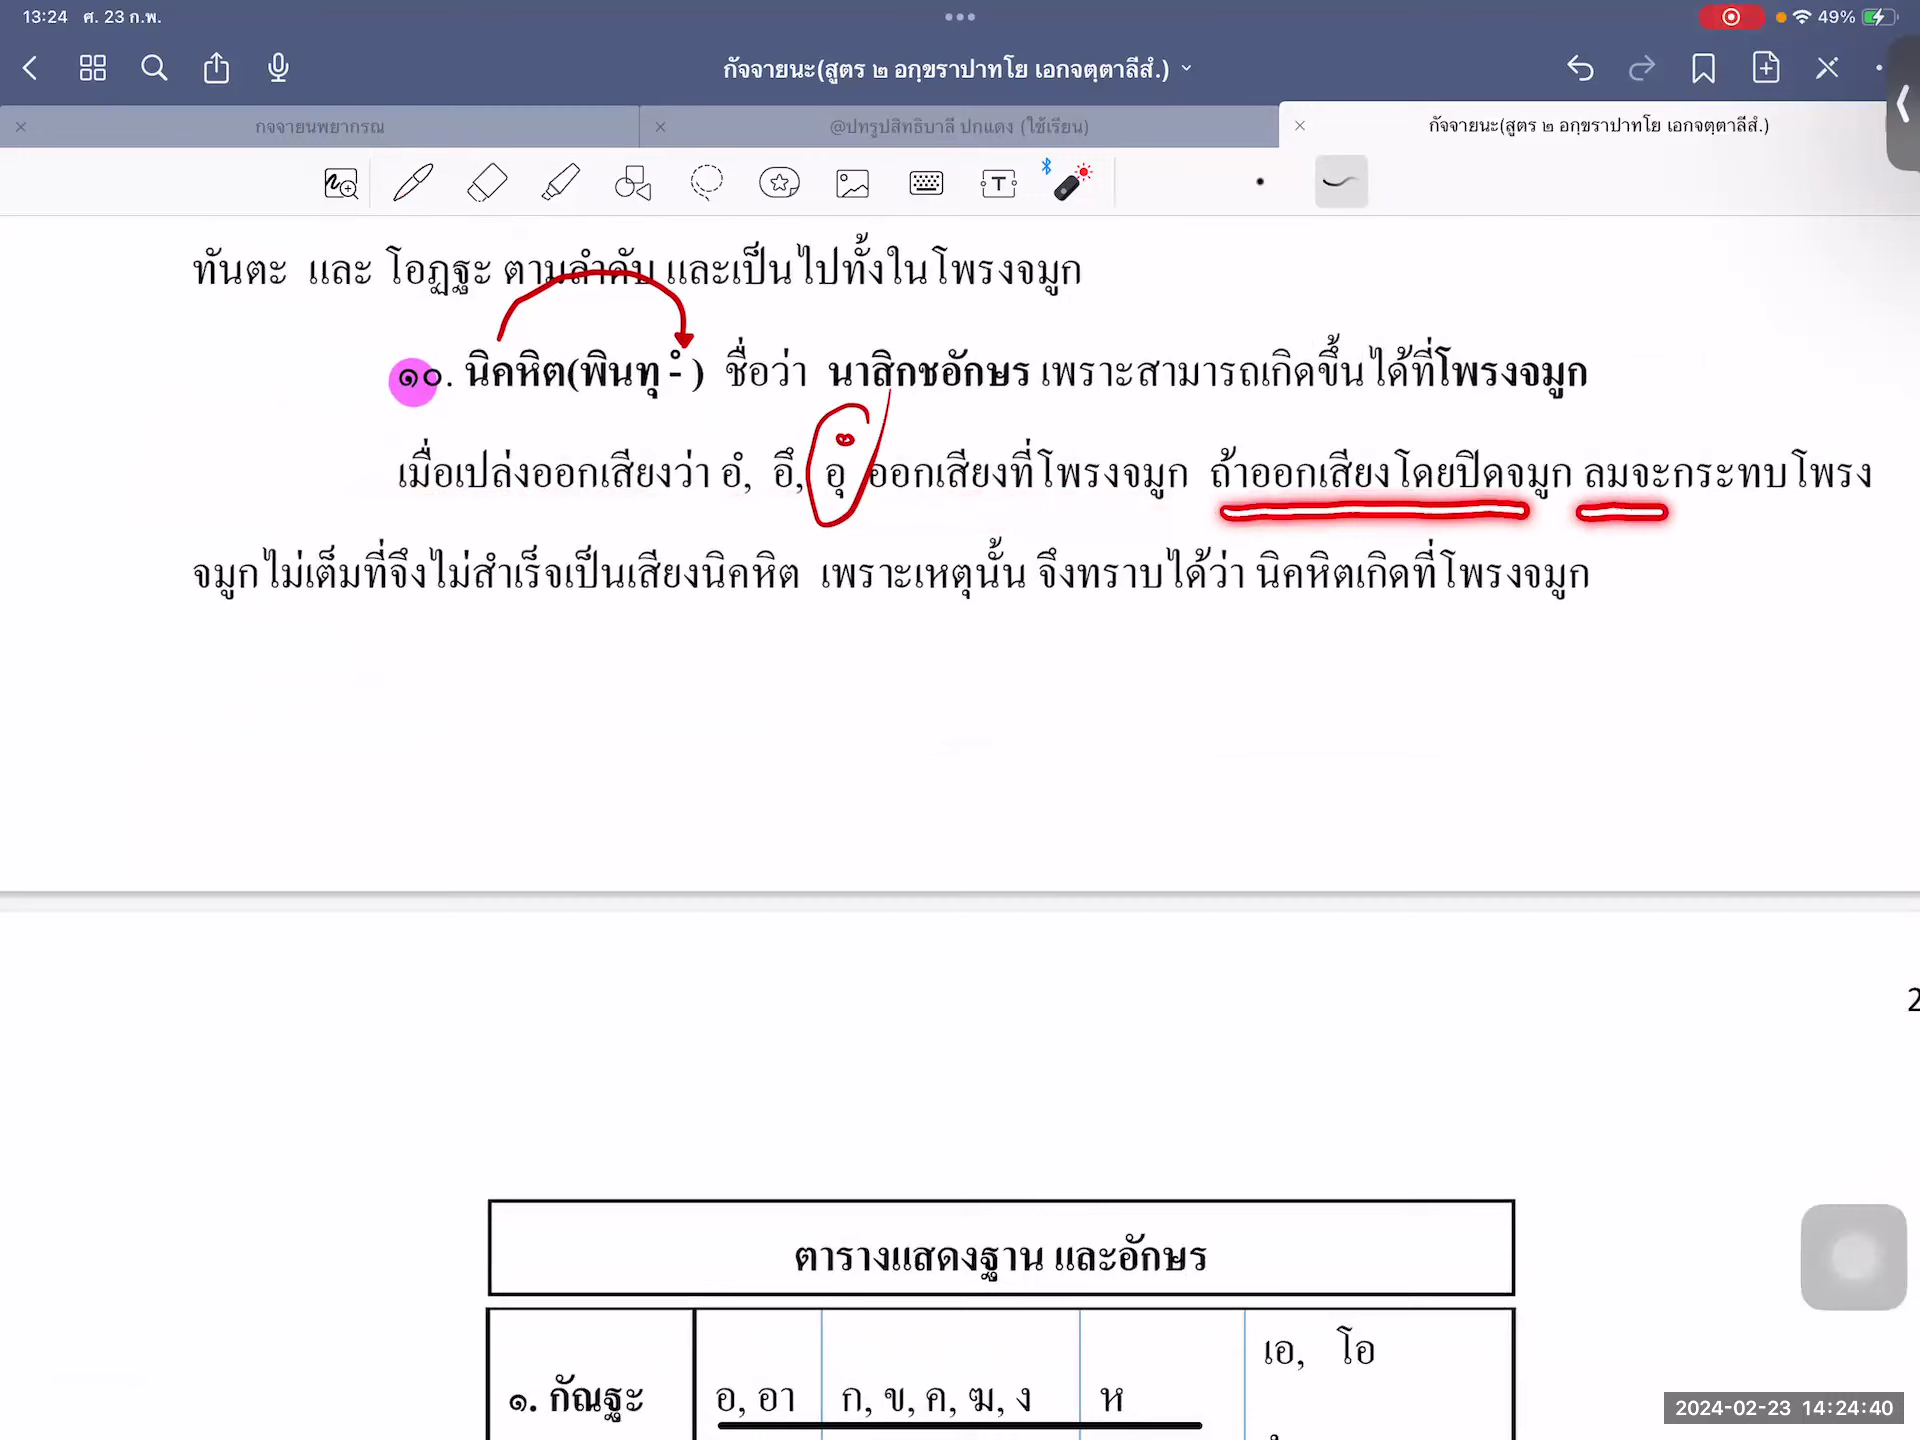 13:24 ศ. 23 ก.พ.
49%
กัจจายนะ(สูตร ๒ อกฺขราปาทโย เอกจตฺตาลีสํ.)
กจจายนพยากรณ
@ปทรูปสิทธิบาลี ปกแดง (ใช้เรียน)
กัจจายนะ(สูตร ๒ อกฺขราปาทโย เอกจตฺตาลีสํ.)
ทันตะ และ โอฏฐะ ตามลำดับ และเป็นไปทั้งในโพรงจมูก
๑๐. นิคหิต(พินทุ -ํ ) ชื่อว่า นาสิกชอักษร เพราะสามารถเกิดขึ้นได้ที่โพรงจมูก
เมื่อเปล่งออกเสียงว่า อํ, อึ, อุํ ออกเสียงที่โพรงจมูก ถ้าออกเสียงโดยปิดจมูก ลมจะกระทบโพรง
จมูกไม่เต็มที่จึงไม่สำเร็จเป็นเสียงนิคหิต เพราะเหตุนั้น จึงทราบได้ว่า นิคหิตเกิดที่โพรงจมูก
2
ตารางแสดงฐาน และอักษร
เอ, โอ
๑. กัณฐะ อ, อา ก, ข, ค, ฆ, ง ห
2024-02-23 14:24:40